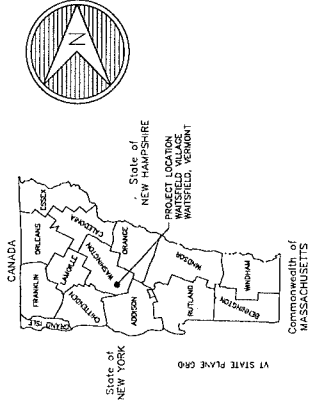 N
CANADA
GRAND ISLE
FRANKLIN
ORLEANS
ESSEX
LAMOILLE
CALEDONIA
CHITTENDEN
WASHINGTON
ADDISON
ORANGE
RUTLAND
WINDSOR
BENNINGTON
WINDHAM
State of
NEW YORK
State of
NEW HAMPSHIRE
PROJECT LOCATION
WAITSFIELD VILLAGE
WAITSFIELD, VERMONT
Commonwealth of
MASSACHUSETTS
VT STATE PLANE GRID